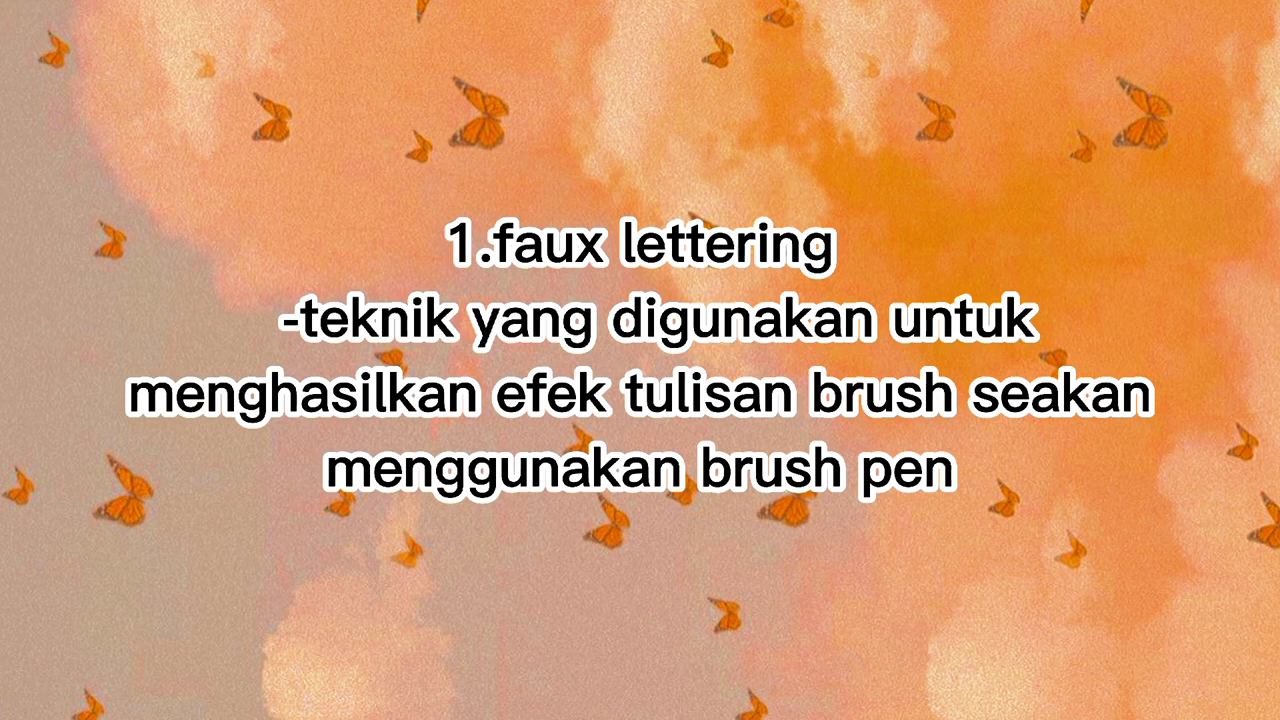 1.faux lettering
-teknik yang digunakan untuk
menghasilkan efek tulisan brush seakan
menggunakan brush pen